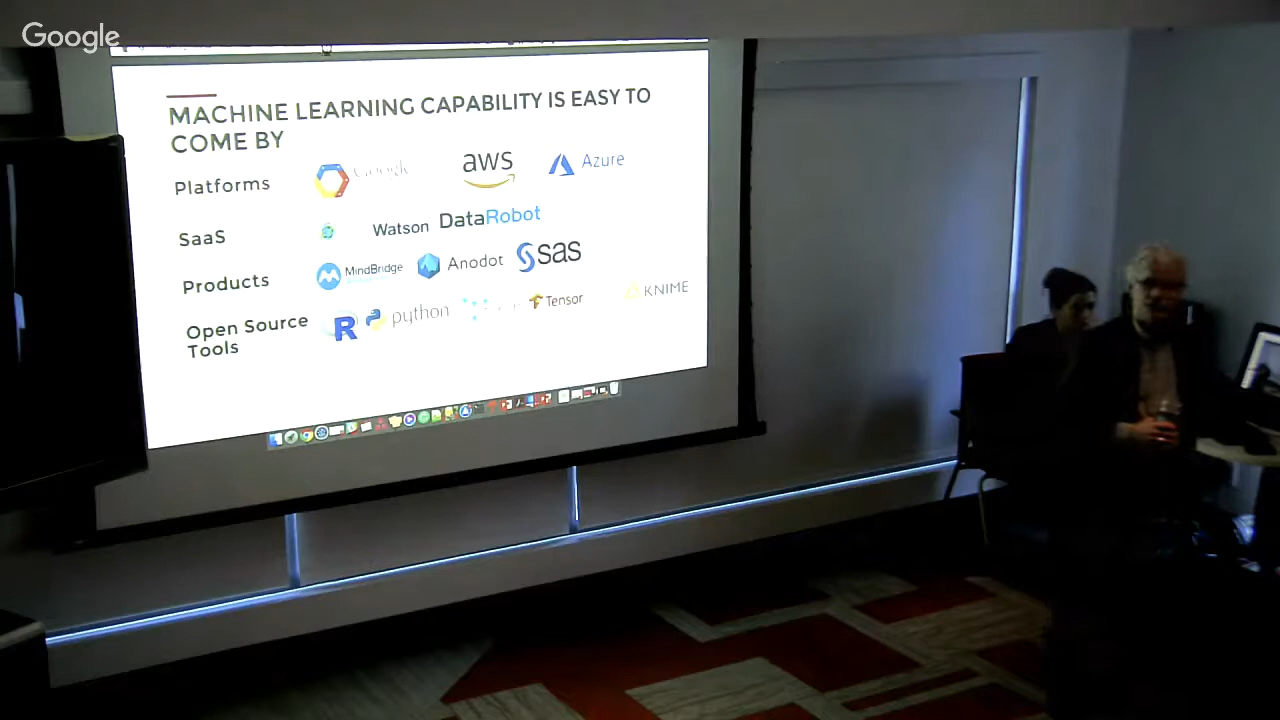 Google
MACHINE LEARNING CAPABILITY IS EASY TO
COME BY
Platforms Google aws Azure
SaaS Watson DataRobot
Products MindBridge Anodot sas
Open Source
Tools R python Tensor KNIME